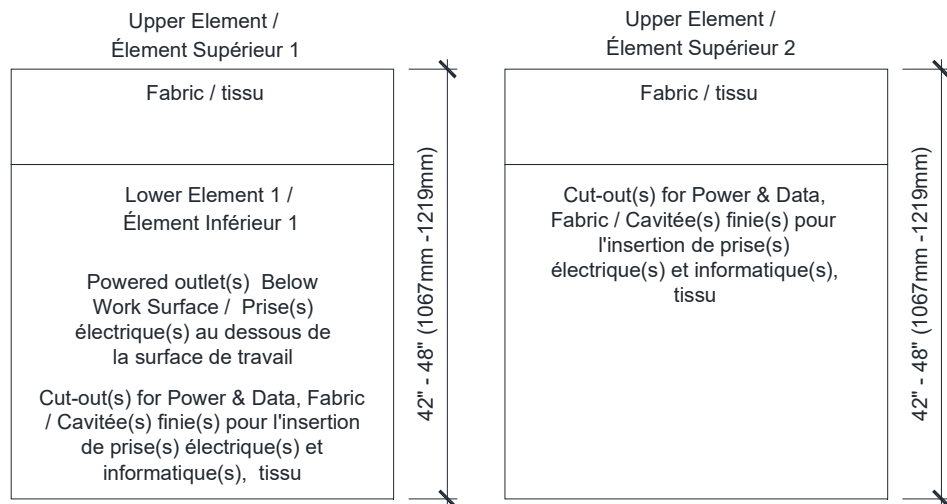 Upper Element /
Élement Supérieur 1
Fabric / tissu
Lower Element 1 /
Élement Inférieur 1
Powered outlet(s)  Below
Work Surface /  Prise(s)
électrique(s) au dessous de
la surface de travail
Cut-out(s) for Power & Data, Fabric
/ Cavitée(s) finie(s) pour l'insertion
de prise(s) électrique(s) et
informatique(s),  tissu
42" - 48" (1067mm -1219mm)
Upper Element /
Élement Supérieur 2
Fabric / tissu
Cut-out(s) for Power & Data,
Fabric / Cavitée(s) finie(s) pour
l'insertion de prise(s)
électrique(s) et informatique(s),
tissu
42" - 48" (1067mm -1219mm)